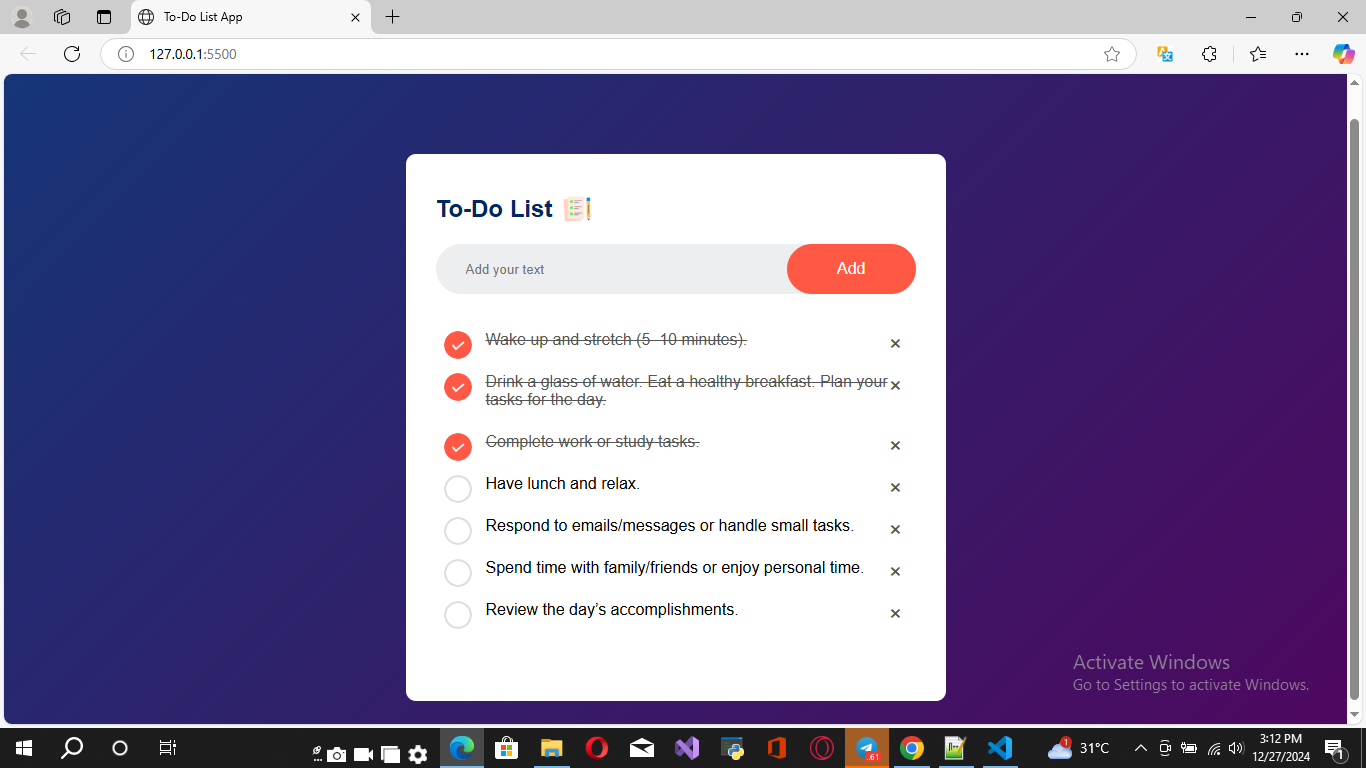 To-Do List App
127.0.0.1:5500
To-Do List
Add your text
Add
Wake up and stretch (5–10 minutes).
Drink a glass of water. Eat a healthy breakfast. Plan your
tasks for the day.
Complete work or study tasks.
Have lunch and relax.
Respond to emails/messages or handle small tasks.
Spend time with family/friends or enjoy personal time.
Review the day’s accomplishments.
Activate Windows
Go to Settings to activate Windows.
.61
1
31°C
3:12 PM
12/27/2024
1